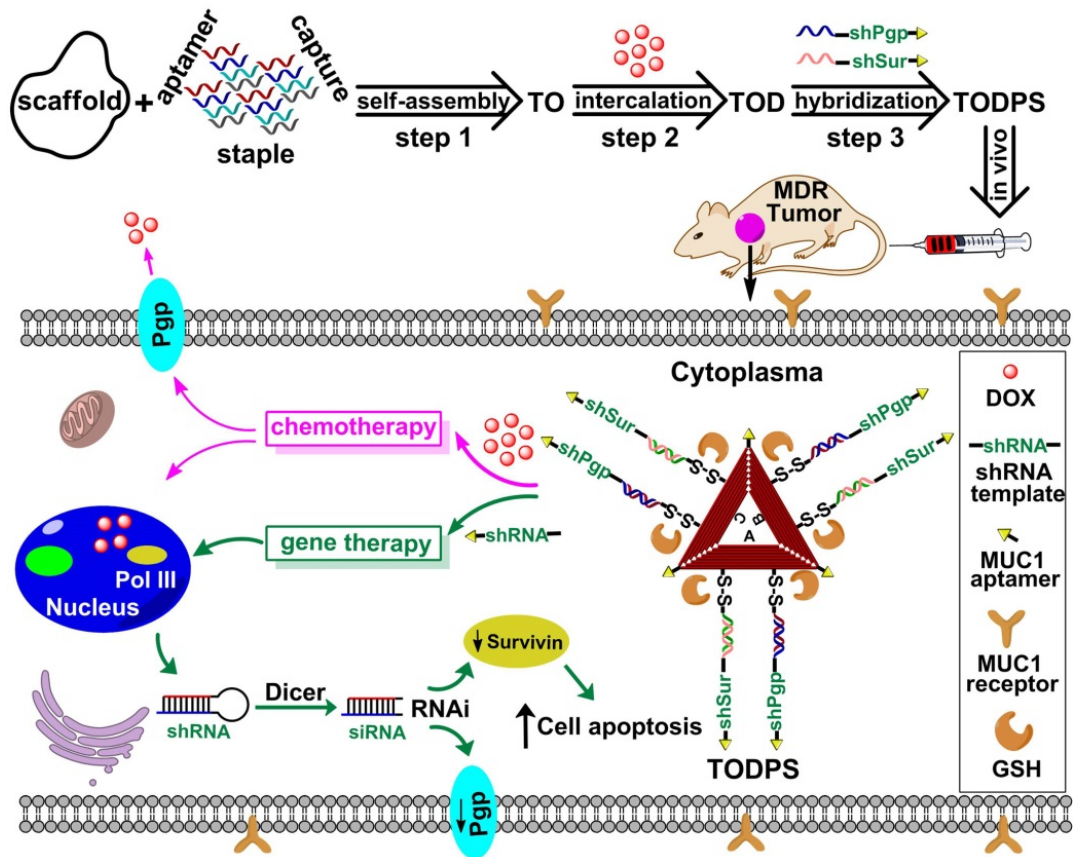 scaffold
+
aptamer
capture
staple
self-assembly
step 1
TO
intercalation
step 2
TOD
shPgp
shSur
hybridization
step 3
TODPS
in vivo
MDR
Tumor
Pgp
Cytoplasma
chemotherapy
gene therapy
shRNA
shSur
shPgp
shPgp
shSur
S-S
S-S
S-S
S-S
S-S
S-S
A
B
C
shSur
shPgp
TODPS
Pol III
Nucleus
shRNA
Dicer
siRNA
RNAi
Survivin
Cell apoptosis
Pgp
DOX
shRNA
shRNA
template
MUC1
aptamer
MUC1
receptor
GSH